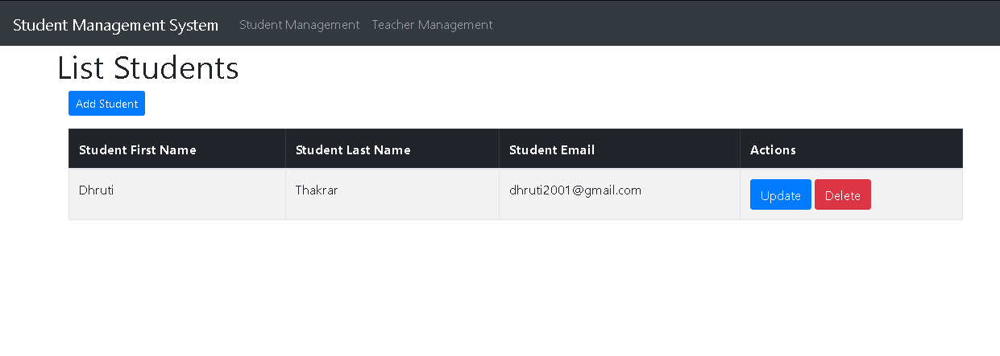 Student Management System Student Management Teacher Management
List Students
Add Student
Student First Name Student Last Name Student Email Actions
Dhruti Thakrar dhruti2001@gmail.com Update Delete